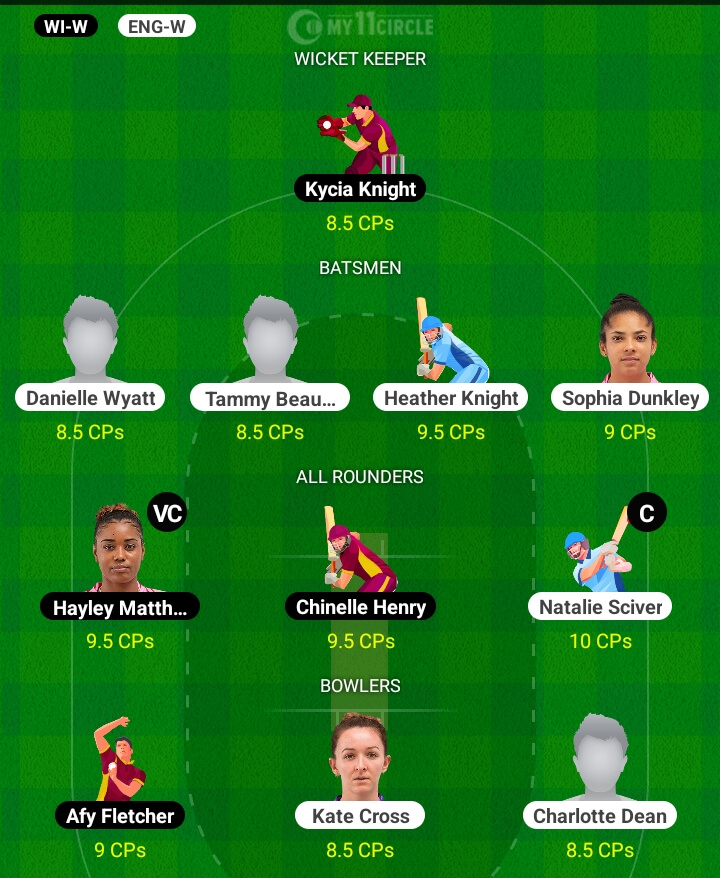 WI-W ENG-W MY11CIRCLE
WICKET KEEPER
Kycia Knight
8.5 CPs
BATSMEN
Danielle Wyatt Tammy Beau... Heather Knight Sophia Dunkley
8.5 CPs 8.5 CPs 9.5 CPs 9 CPs
ALL ROUNDERS
VC C
Hayley Matth... Chinelle Henry Natalie Sciver
9.5 CPs 9.5 CPs 10 CPs
BOWLERS
Afy Fletcher Kate Cross Charlotte Dean
9 CPs 8.5 CPs 8.5 CPs